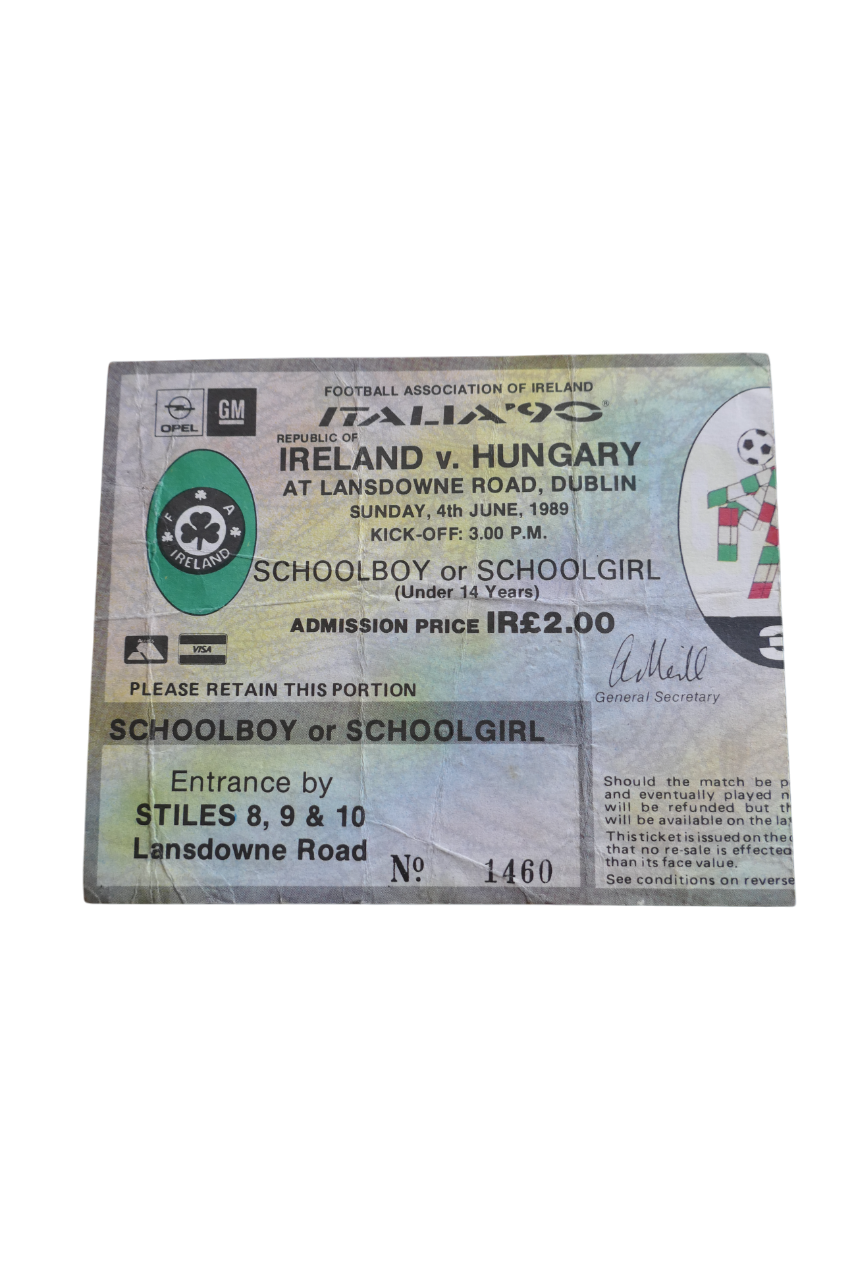 OPEL
GM
FOOTBALL ASSOCIATION OF IRELAND
ITALIA '90
REPUBLIC OF
IRELAND v. HUNGARY
AT LANSDOWNE ROAD, DUBLIN
SUNDAY, 4th JUNE, 1989
KICK-OFF: 3.00 P.M.
F A
IRELAND
SCHOOLBOY or SCHOOLGIRL
(Under 14 Years)
ADMISSION PRICE IR£2.00
VISA
General Secretary
3
PLEASE RETAIN THIS PORTION
SCHOOLBOY or SCHOOLGIRL
Entrance by
STILES 8, 9 & 10
Lansdowne Road
Nº 1460
Should the match be p
and eventually played n
will be refunded but th
will be available on the la
This ticket is issued on the
that no re-sale is effected
than its face value.
See conditions on reverse